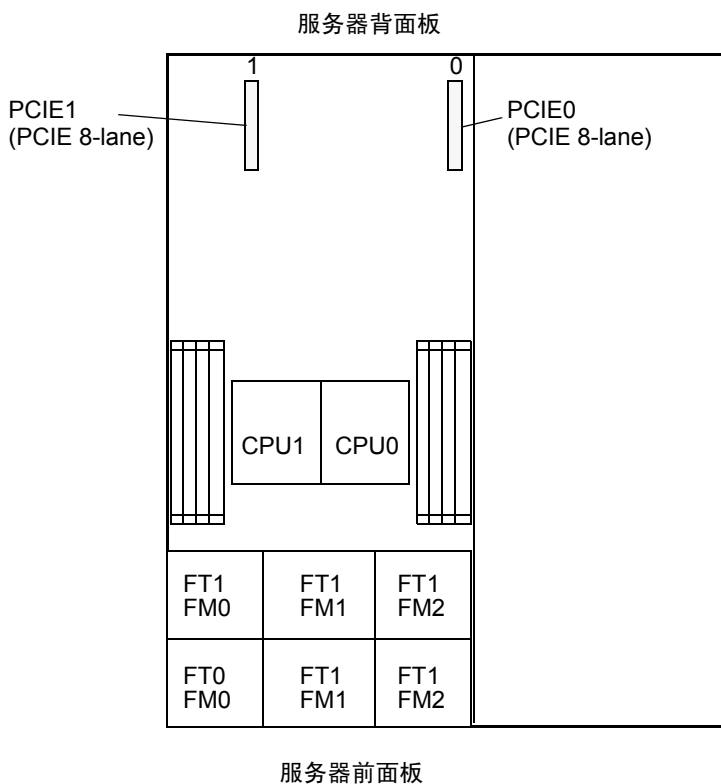 服务器背面板
1
0
PCIE1
(PCIE 8-lane)
PCIE0
(PCIE 8-lane)
CPU1
CPU0
FT1
FM0
FT1
FM1
FT1
FM2
FT0
FM0
FT1
FM1
FT1
FM2
服务器前面板